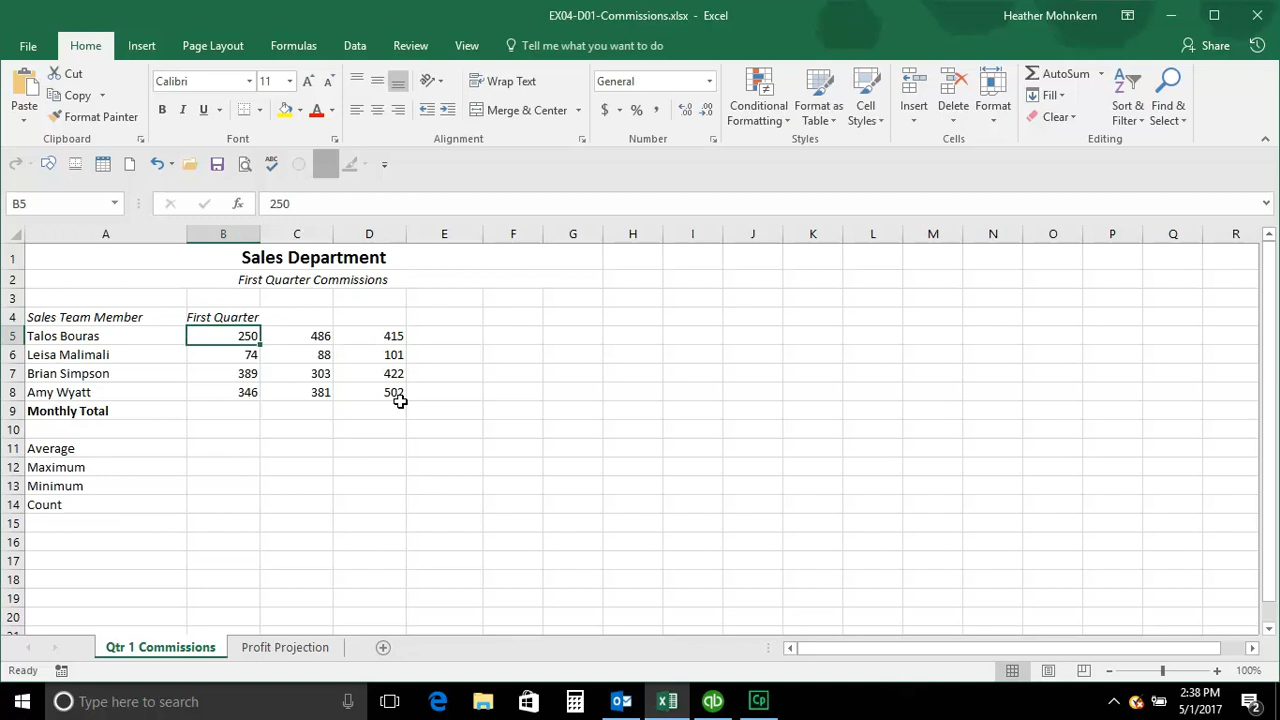 EX04-D01-Commissions.xlsx - Excel
Heather Mohnkern
File Home Insert Page Layout Formulas Data Review View Tell me what you want to do Share
Cut Calibri 11 Wrap Text General AutoSum
Paste Copy B I U Merge & Center $ % , Conditional Formatting Format as Table Cell Styles Insert Delete Format Fill Sort & Filter Find & Select
Format Painter Clear
Clipboard Font Alignment Number Styles Cells Editing
B5 fx 250
A B C D E F G H I J K L M N O P Q R
1 Sales Department
2 First Quarter Commissions
3
4 Sales Team Member First Quarter
5 Talos Bouras 250 486 415
6 Leisa Malimali 74 88 101
7 Brian Simpson 389 303 422
8 Amy Wyatt 346 381 502
9 Monthly Total
10
11 Average
12 Maximum
13 Minimum
14 Count
15
16
17
18
19
20
21
Qtr 1 Commissions Profit Projection
Ready 100%
Type here to search 2:38 PM
5/1/2017 2